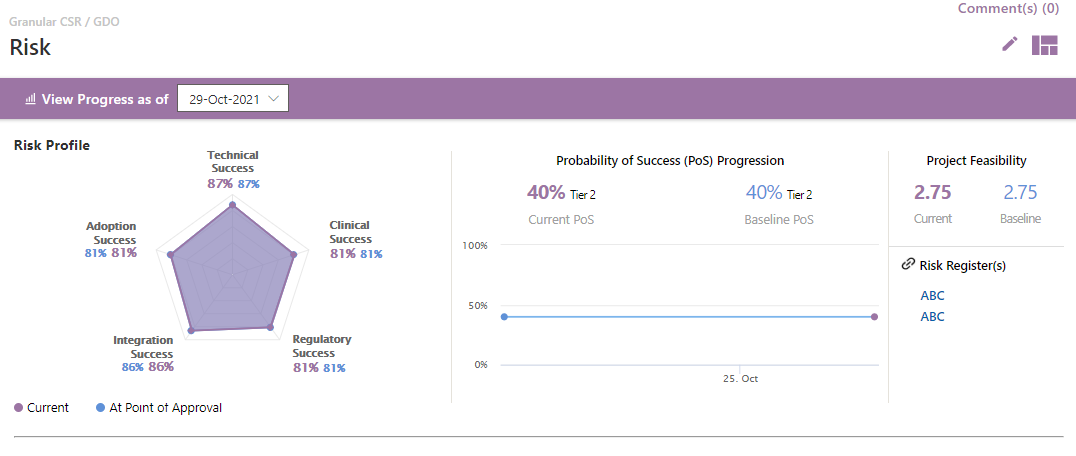 Comment(s) (0)
Granular CSR / GDO
Risk
View Progress as of
29-Oct-2021
Risk Profile
Technical
Success
87% 87%
Adoption
Success
81% 81%
Clinical
Success
81% 81%
Integration
Success
86% 86%
Regulatory
Success
81% 81%
Current
At Point of Approval
Probability of Success (PoS) Progression
40% Tier 2
Current PoS
40% Tier 2
Baseline PoS
100%
50%
0%
25. Oct
Project Feasibility
2.75
Current
2.75
Baseline
Risk Register(s)
ABC
ABC